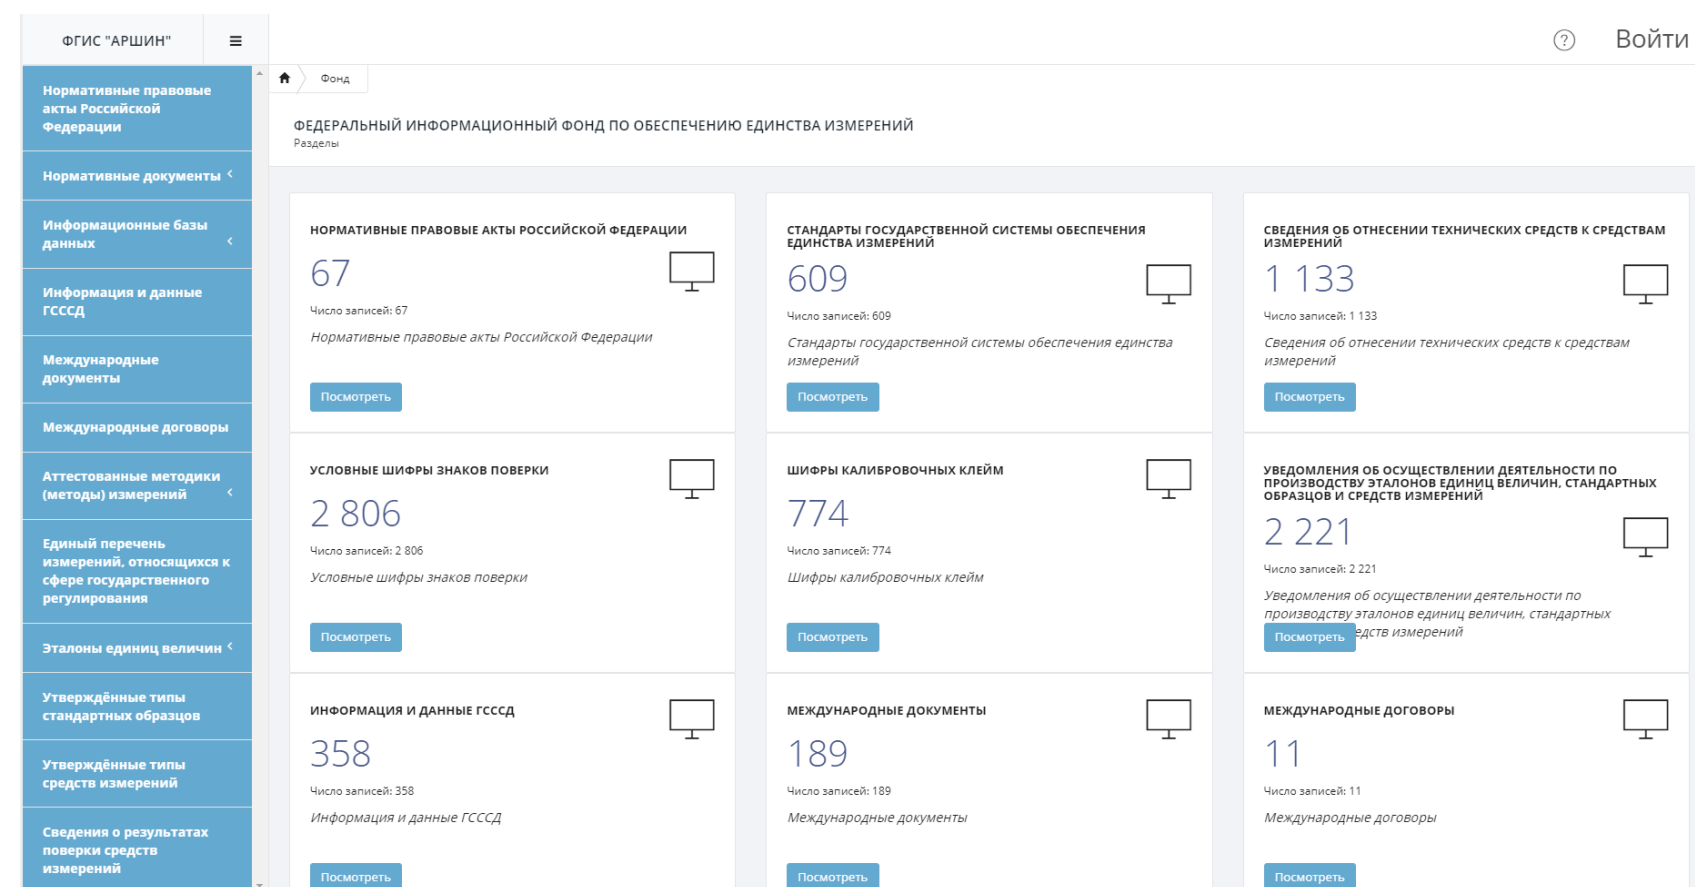 ФГИС "АРШИН"
Войти
Нормативные правовые
акты Российской
Федерации
Нормативные документы
Информационные базы
данных
Информация и данные
ГСССД
Международные
документы
Международные договоры
Аттестованные методики
(методы) измерений
Единый перечень
измерений, относящихся к
сфере государственного
регулирования
Эталоны единиц величин
Утверждённые типы
стандартных образцов
Утверждённые типы
средств измерений
Сведения о результатах
поверки средств
измерений
Фонд
ФЕДЕРАЛЬНЫЙ ИНФОРМАЦИОННЫЙ ФОНД ПО ОБЕСПЕЧЕНИЮ ЕДИНСТВА ИЗМЕРЕНИЙ
Разделы
НОРМАТИВНЫЕ ПРАВОВЫЕ АКТЫ РОССИЙСКОЙ ФЕДЕРАЦИИ
67
Число записей: 67
Нормативные правовые акты Российской Федерации
Посмотреть
СТАНДАРТЫ ГОСУДАРСТВЕННОЙ СИСТЕМЫ ОБЕСПЕЧЕНИЯ
ЕДИНСТВА ИЗМЕРЕНИЙ
609
Число записей: 609
Стандарты государственной системы обеспечения единства
измерений
Посмотреть
СВЕДЕНИЯ ОБ ОТНЕСЕНИИ ТЕХНИЧЕСКИХ СРЕДСТВ К СРЕДСТВАМ
ИЗМЕРЕНИЙ
1 133
Число записей: 1 133
Сведения об отнесении технических средств к средствам
измерений
Посмотреть
УСЛОВНЫЕ ШИФРЫ ЗНАКОВ ПОВЕРКИ
2 806
Число записей: 2 806
Условные шифры знаков поверки
Посмотреть
ШИФРЫ КАЛИБРОВОЧНЫХ КЛЕЙМ
774
Число записей: 774
Шифры калибровочных клейм
Посмотреть
УВЕДОМЛЕНИЯ ОБ ОСУЩЕСТВЛЕНИИ ДЕЯТЕЛЬНОСТИ ПО
ПРОИЗВОДСТВУ ЭТАЛОНОВ ЕДИНИЦ ВЕЛИЧИН, СТАНДАРТНЫХ
ОБРАЗЦОВ И СРЕДСТВ ИЗМЕРЕНИЙ
2 221
Число записей: 2 221
Уведомления об осуществлении деятельности по
производству эталонов единиц величин, стандартных
Посмотреть едств измерений
ИНФОРМАЦИЯ И ДАННЫЕ ГСССД
358
Число записей: 358
Информация и данные ГСССД
Посмотреть
МЕЖДУНАРОДНЫЕ ДОКУМЕНТЫ
189
Число записей: 189
Международные документы
Посмотреть
МЕЖДУНАРОДНЫЕ ДОГОВОРЫ
11
Число записей: 11
Международные договоры
Посмотреть